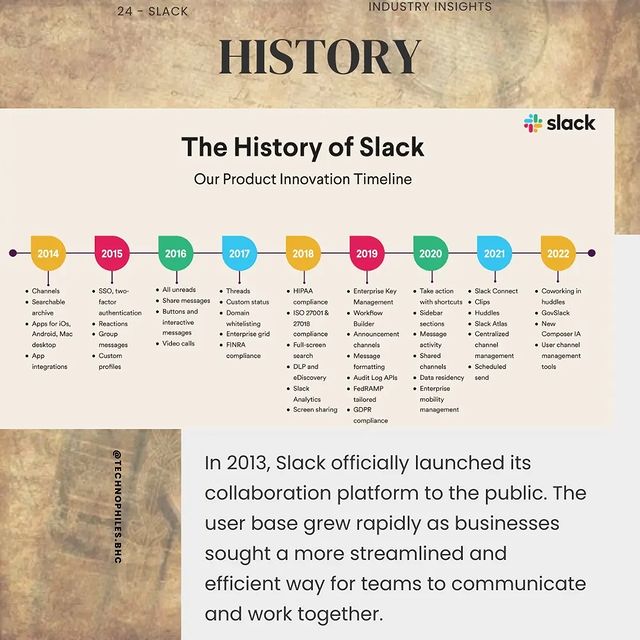 24 - SLACK
INDUSTRY INSIGHTS
HISTORY
slack
The History of Slack
Our Product Innovation Timeline
2014
• Channels
• Searchable
archive
• Apps for iOs,
Android, Mac
desktop
• App
integrations
2015
• SSO, two-
factor
authentication
• Reactions
• Group
messages
• Custom
profiles
2016
• All unreads
• Share messages
• Buttons and
interactive
messages
• Video calls
2017
• Threads
• Custom status
• Domain
whitelisting
• Enterprise grid
• FINRA
compliance
2018
• HIPAA
compliance
• ISO 27001 &
27018
compliance
• Full-screen
search
• DLP and
eDiscovery
• Slack
Analytics
• Screen sharing
2019
• Enterprise Key
Management
• Workflow
Builder
• Announcement
channels
• Message
formatting
• Audit Log APIs
• FedRAMP
tailored
• GDPR
compliance
2020
• Take action
with shortcuts
• Sidebar
sections
• Message
activity
• Shared
channels
• Data residency
• Enterprise
mobility
management
2021
• Slack Connect
• Clips
• Huddles
• Slack Atlas
• Centralized
channel
management
• Scheduled
send
2022
• Coworking in
huddles
• GovSlack
• New
Composer IA
• User channel
management
tools
@TECHNOPHILES.BHC
In 2013, Slack officially launched its
collaboration platform to the public. The
user base grew rapidly as businesses
sought a more streamlined and
efficient way for teams to communicate
and work together.